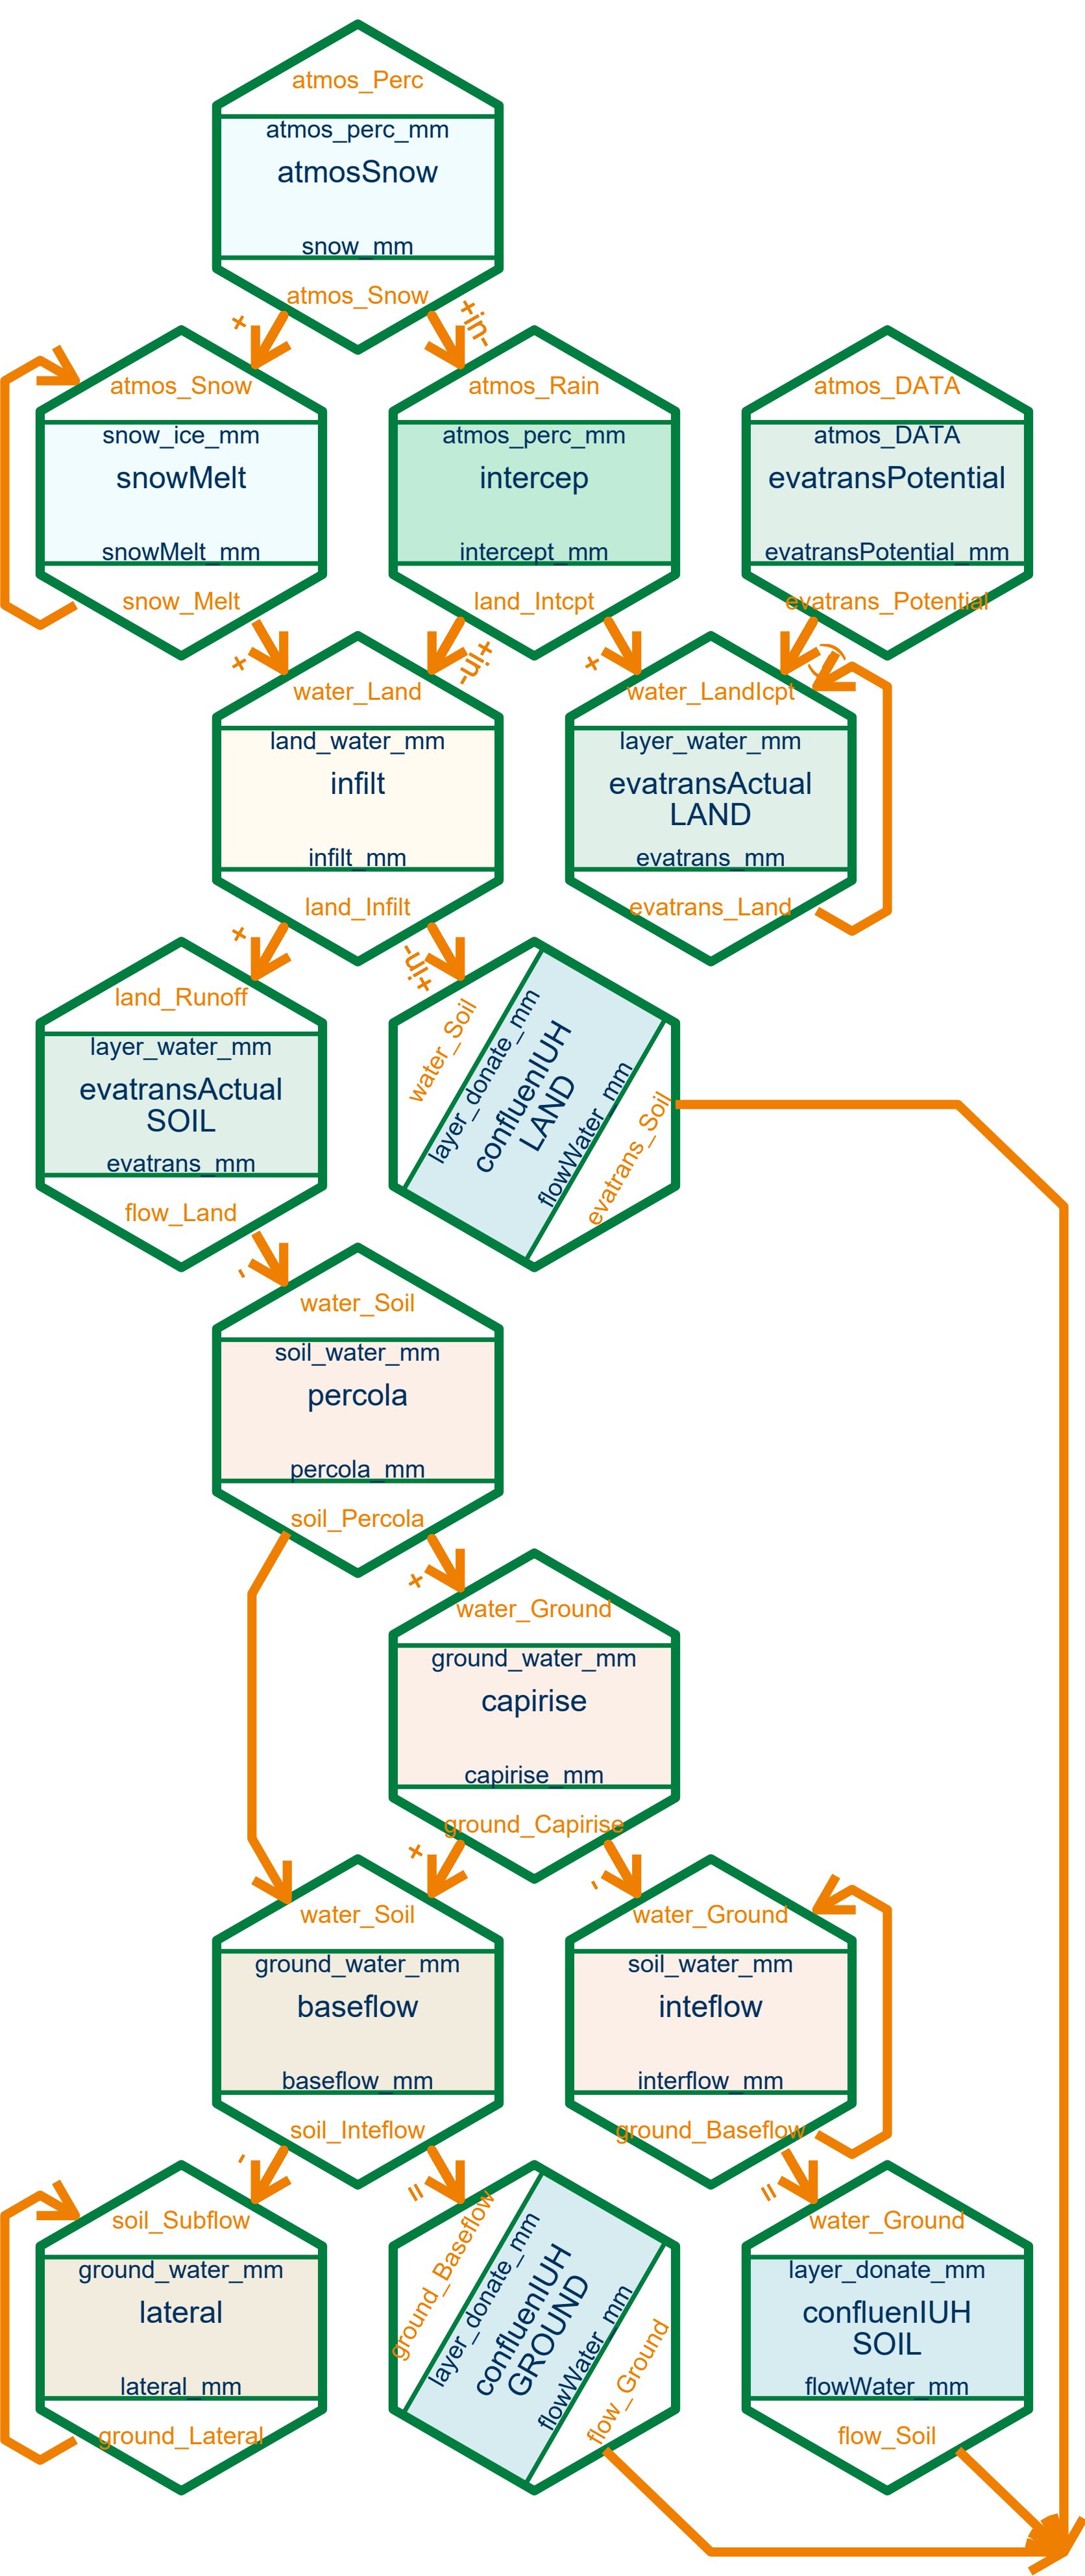 atmos_Perc
atmos_perc_mm
atmosSnow
snow_mm
atmos_Snow
+
+in-
atmos_Snow
snow_ice_mm
snowMelt
snowMelt_mm
snow_Melt
atmos_Rain
atmos_perc_mm
intercep
intercept_mm
land_Intcpt
atmos_DATA
atmos_DATA
evatransPotential
evatransPotential_mm
evatrans_Potential
+
+in-
+
()
water_Land
land_water_mm
infilt
infilt_mm
land_Infilt
water_LandIcpt
layer_water_mm
evatransActual
LAND
evatrans_mm
evatrans_Land
+
+in-
land_Runoff
layer_water_mm
evatransActual
SOIL
evatrans_mm
flow_Land
water_Soil
layer_donate_mm
confluenIUH
LAND
flowWater_mm
evatrans_Soil
-
water_Soil
soil_water_mm
percola
percola_mm
soil_Percola
+
water_Ground
ground_water_mm
capirise
capirise_mm
ground_Capirise
+
-
water_Soil
ground_water_mm
baseflow
baseflow_mm
soil_Inteflow
water_Ground
soil_water_mm
inteflow
interflow_mm
ground_Baseflow
-
=
=
soil_Subflow
ground_water_mm
lateral
lateral_mm
ground_Lateral
ground_Baseflow
layer_donate_mm
confluenIUH
GROUND
flowWater_mm
flow_Ground
water_Ground
layer_donate_mm
confluenIUH
SOIL
flowWater_mm
flow_Soil